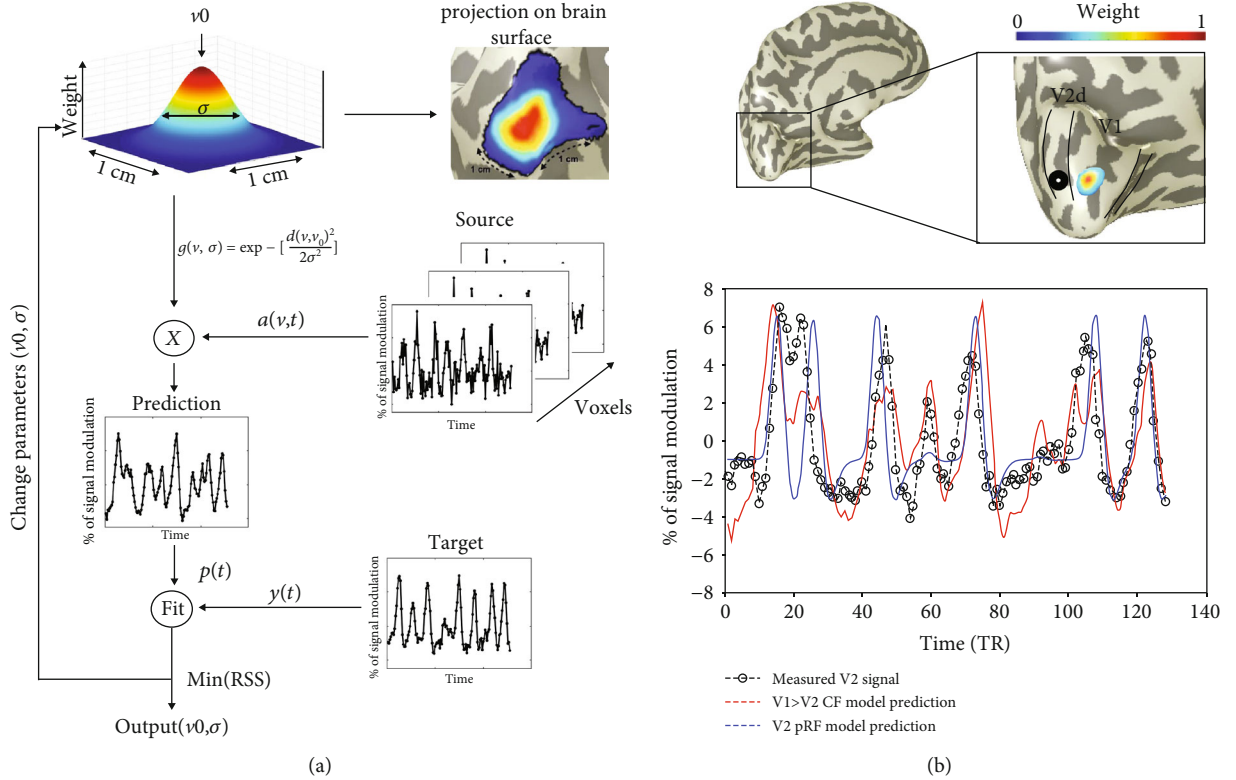 v0
Weight
σ
1 cm
1 cm
projection on brain
surface
1 cm
1 cm
g(v, σ) = exp – [d(v,v₀)²/2σ²]
Source
% of signal modulation
Time
Voxels
a(v,t)
X
Prediction
% of signal modulation
Time
p(t)
Change parameters (v0, σ)
Target
% of signal modulation
Time
y(t)
Fit
Min(RSS)
Output(v0,σ)
(a)
Weight
0
1
V2d
V1
8
6
4
2
0
−2
−4
−6
−8
% of signal modulation
0
20
40
60
80
100
120
140
Time (TR)
Measured V2 signal
V1>V2 CF model prediction
V2 pRF model prediction
(b)